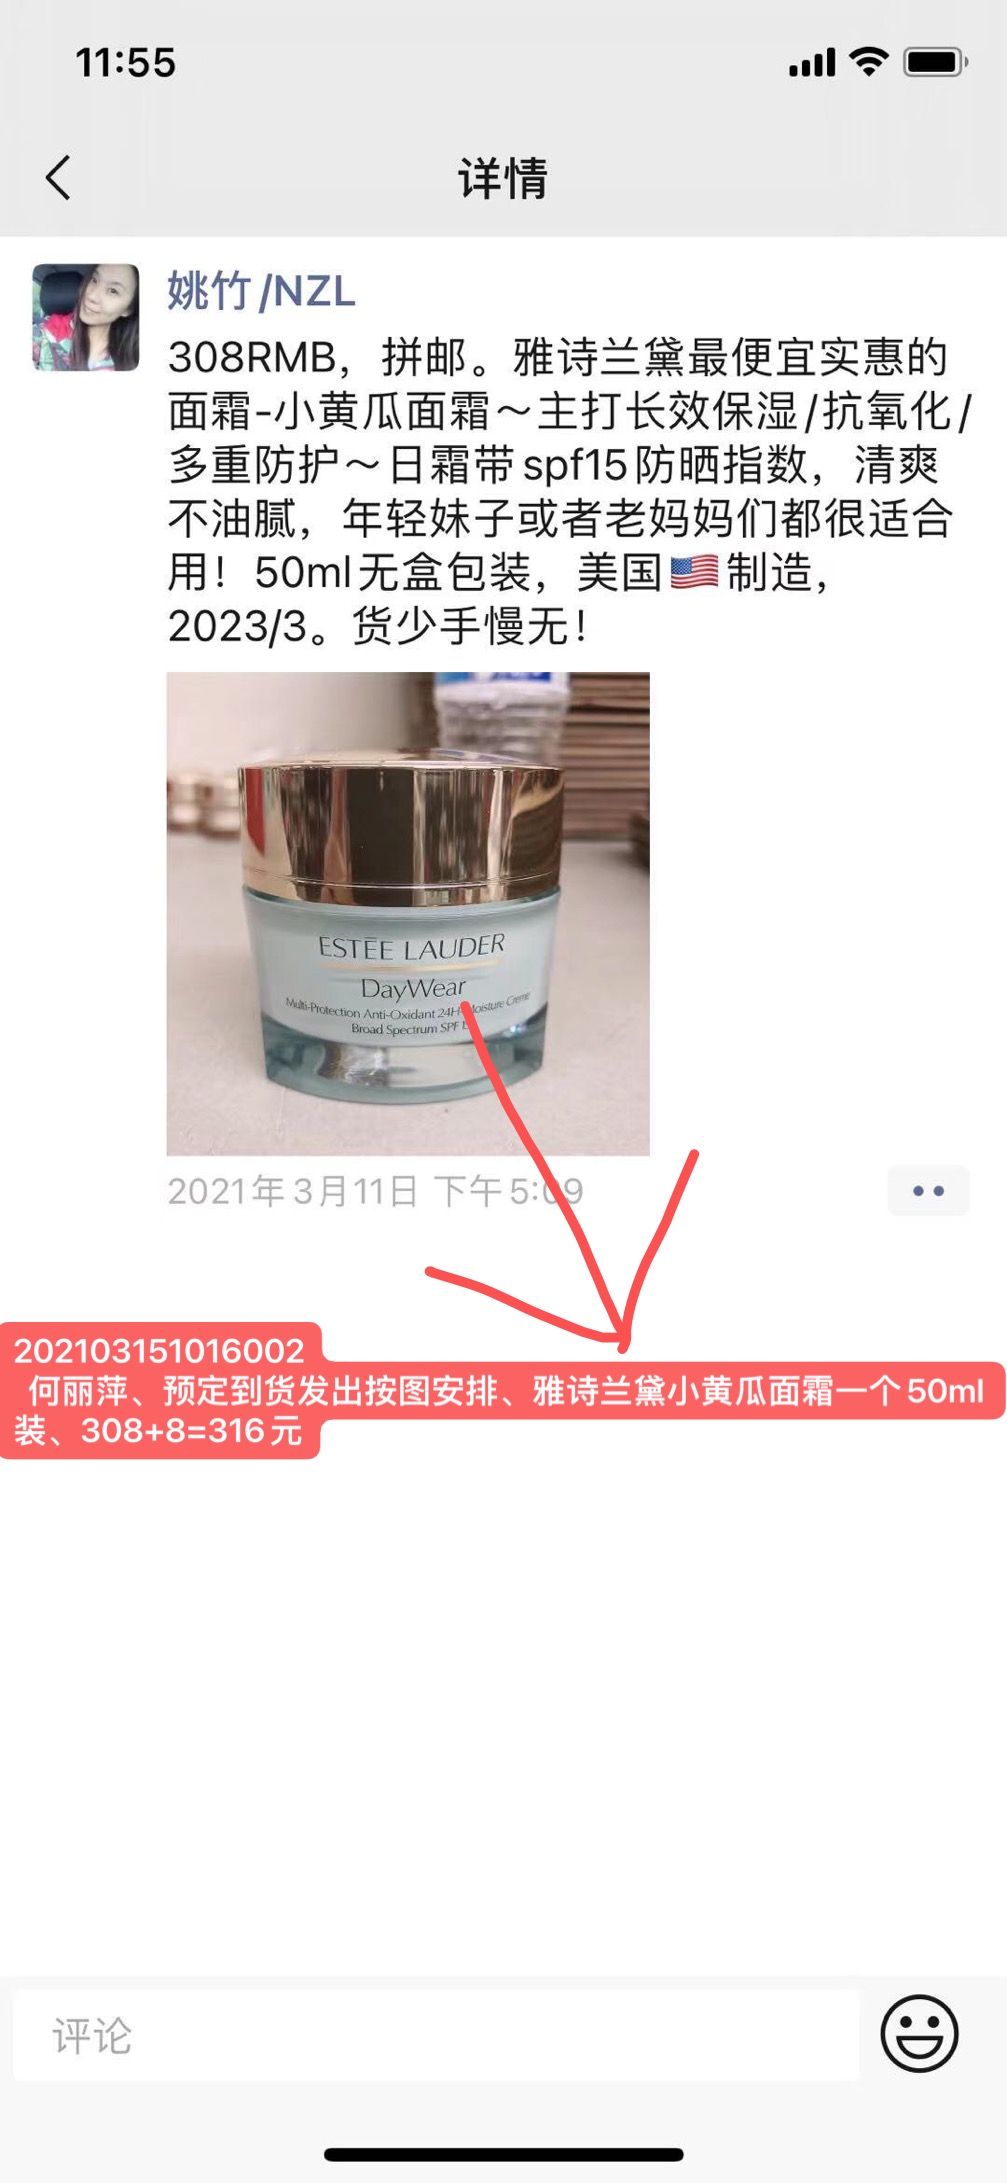 11:55
详情
姚竹/NZL
308RMB，拼邮。雅诗兰黛最便宜实惠的
面霜-小黄瓜面霜～主打长效保湿/抗氧化/
多重防护～日霜带spf15防晒指数，清爽
不油腻，年轻妹子或者老妈妈们都很适合
用！50ml无盒包装，美国🇺🇸制造，
2023/3。货少手慢无！
ESTĒE LAUDER
DayWear
Multi-Protection Anti-Oxidant 24H-Moisture Creme
Broad Spectrum SPF 15
2021年3月11日 下午5:09
202103151016002
何丽萍、预定到货发出按图安排、雅诗兰黛小黄瓜面霜一个50ml
装、308+8=316元
评论